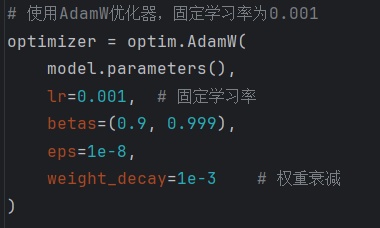 # 使用AdamW优化器，固定学习率为0.001
optimizer = optim.AdamW(
    model.parameters(),
    lr=0.001,  # 固定学习率
    betas=(0.9, 0.999),
    eps=1e-8,
    weight_decay=1e-3    # 权重衰减
)